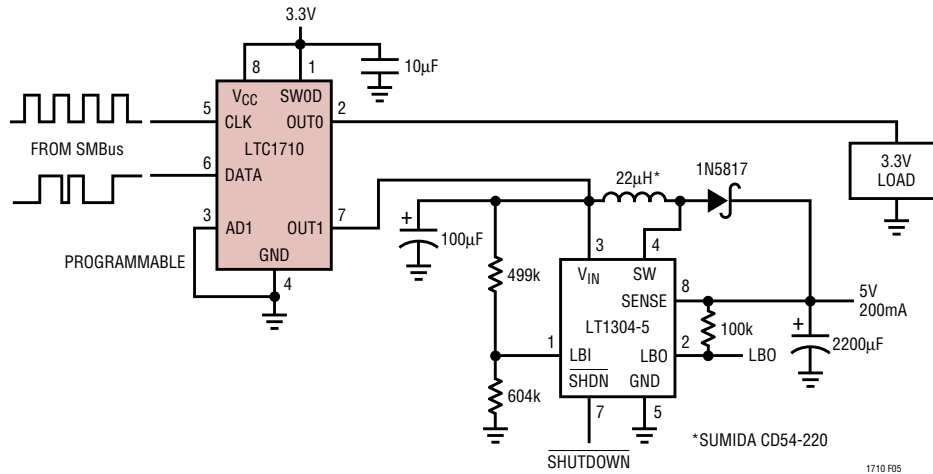 3.3V
8
1
10µF
VCC
SW0D
5
CLK
OUT0
2
FROM SMBus
LTC1710
6
DATA
3.3V
LOAD
22µH*
1N5817
3
AD1
OUT1
7
+
100µF
PROGRAMMABLE
GND
4
499k
3
4
VIN
SW
SENSE
8
5V
200mA
LT1304-5
100k
+
2200µF
1
LBI
LBO
2
LBO
604k
SHDN
GND
7
5
*SUMIDA CD54-220
SHUTDOWN
1710 F05